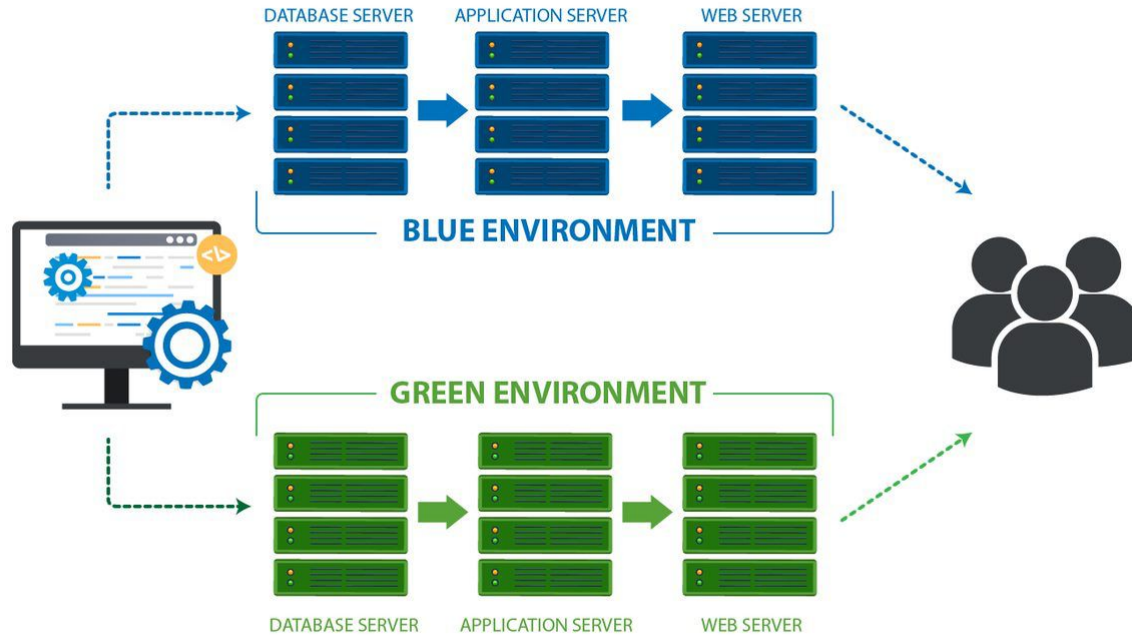 DATABASE SERVER APPLICATION SERVER WEB SERVER
</>
BLUE ENVIRONMENT
GREEN ENVIRONMENT
DATABASE SERVER APPLICATION SERVER WEB SERVER